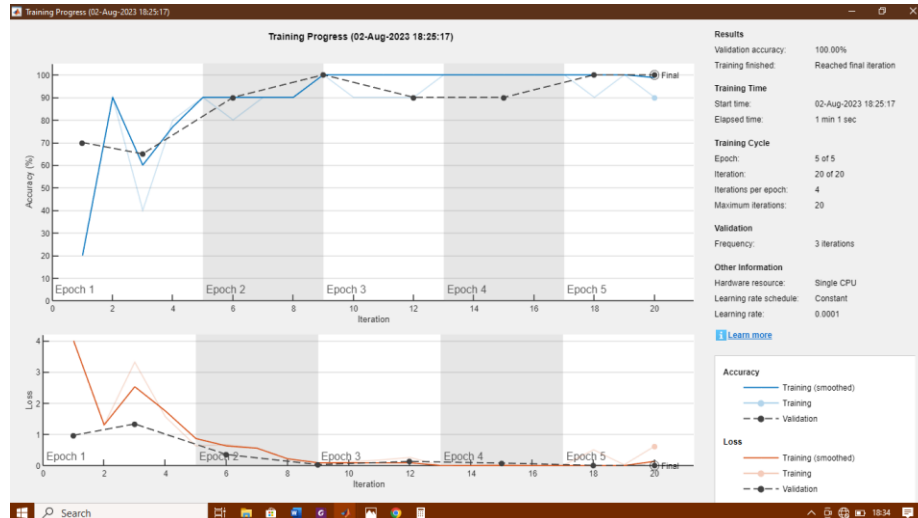 Training Progress (02-Aug-2023 18:25:17)
Training Progress (02-Aug-2023 18:25:17)
Accuracy (%)
100
90
80
70
60
50
40
30
20
10
0
Final
Epoch 1 Epoch 2 Epoch 3 Epoch 4 Epoch 5
0 2 4 6 8 10 12 14 16 18 20
Iteration
Loss
4
3
2
1
0
Final
Epoch 1 Epoch 2 Epoch 3 Epoch 4 Epoch 5
0 2 4 6 8 10 12 14 16 18 20
Iteration
Results
Validation accuracy: 100.00%
Training finished: Reached final iteration
Training Time
Start time: 02-Aug-2023 18:25:17
Elapsed time: 1 min 1 sec
Training Cycle
Epoch: 5 of 5
Iteration: 20 of 20
Iterations per epoch: 4
Maximum iterations: 20
Validation
Frequency: 3 iterations
Other Information
Hardware resource: Single CPU
Learning rate schedule: Constant
Learning rate: 0.0001
Learn more
Accuracy
Training (smoothed)
Training
Validation
Loss
Training (smoothed)
Training
Validation
Search
18:34